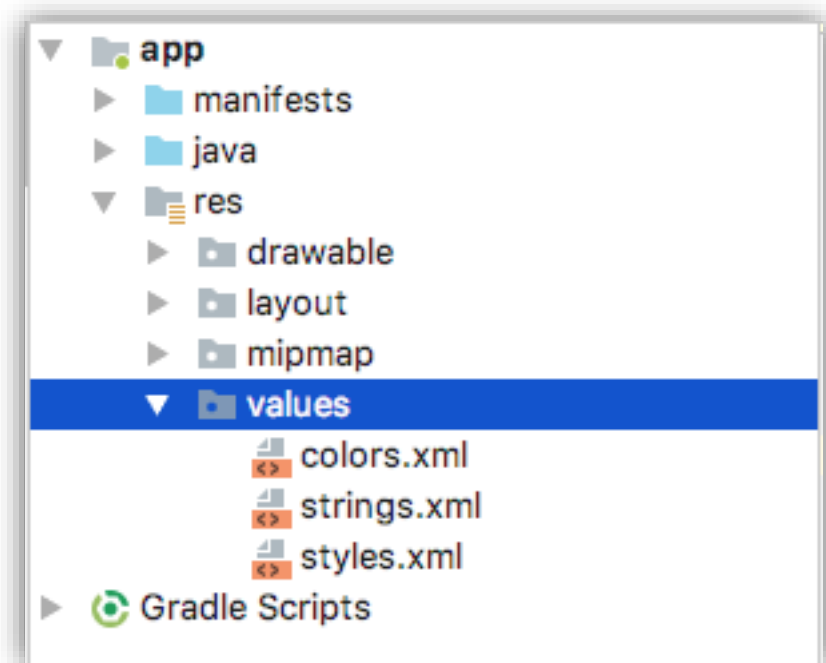 app
manifests
java
res
drawable
layout
mipmap
values
colors.xml
strings.xml
styles.xml
Gradle Scripts